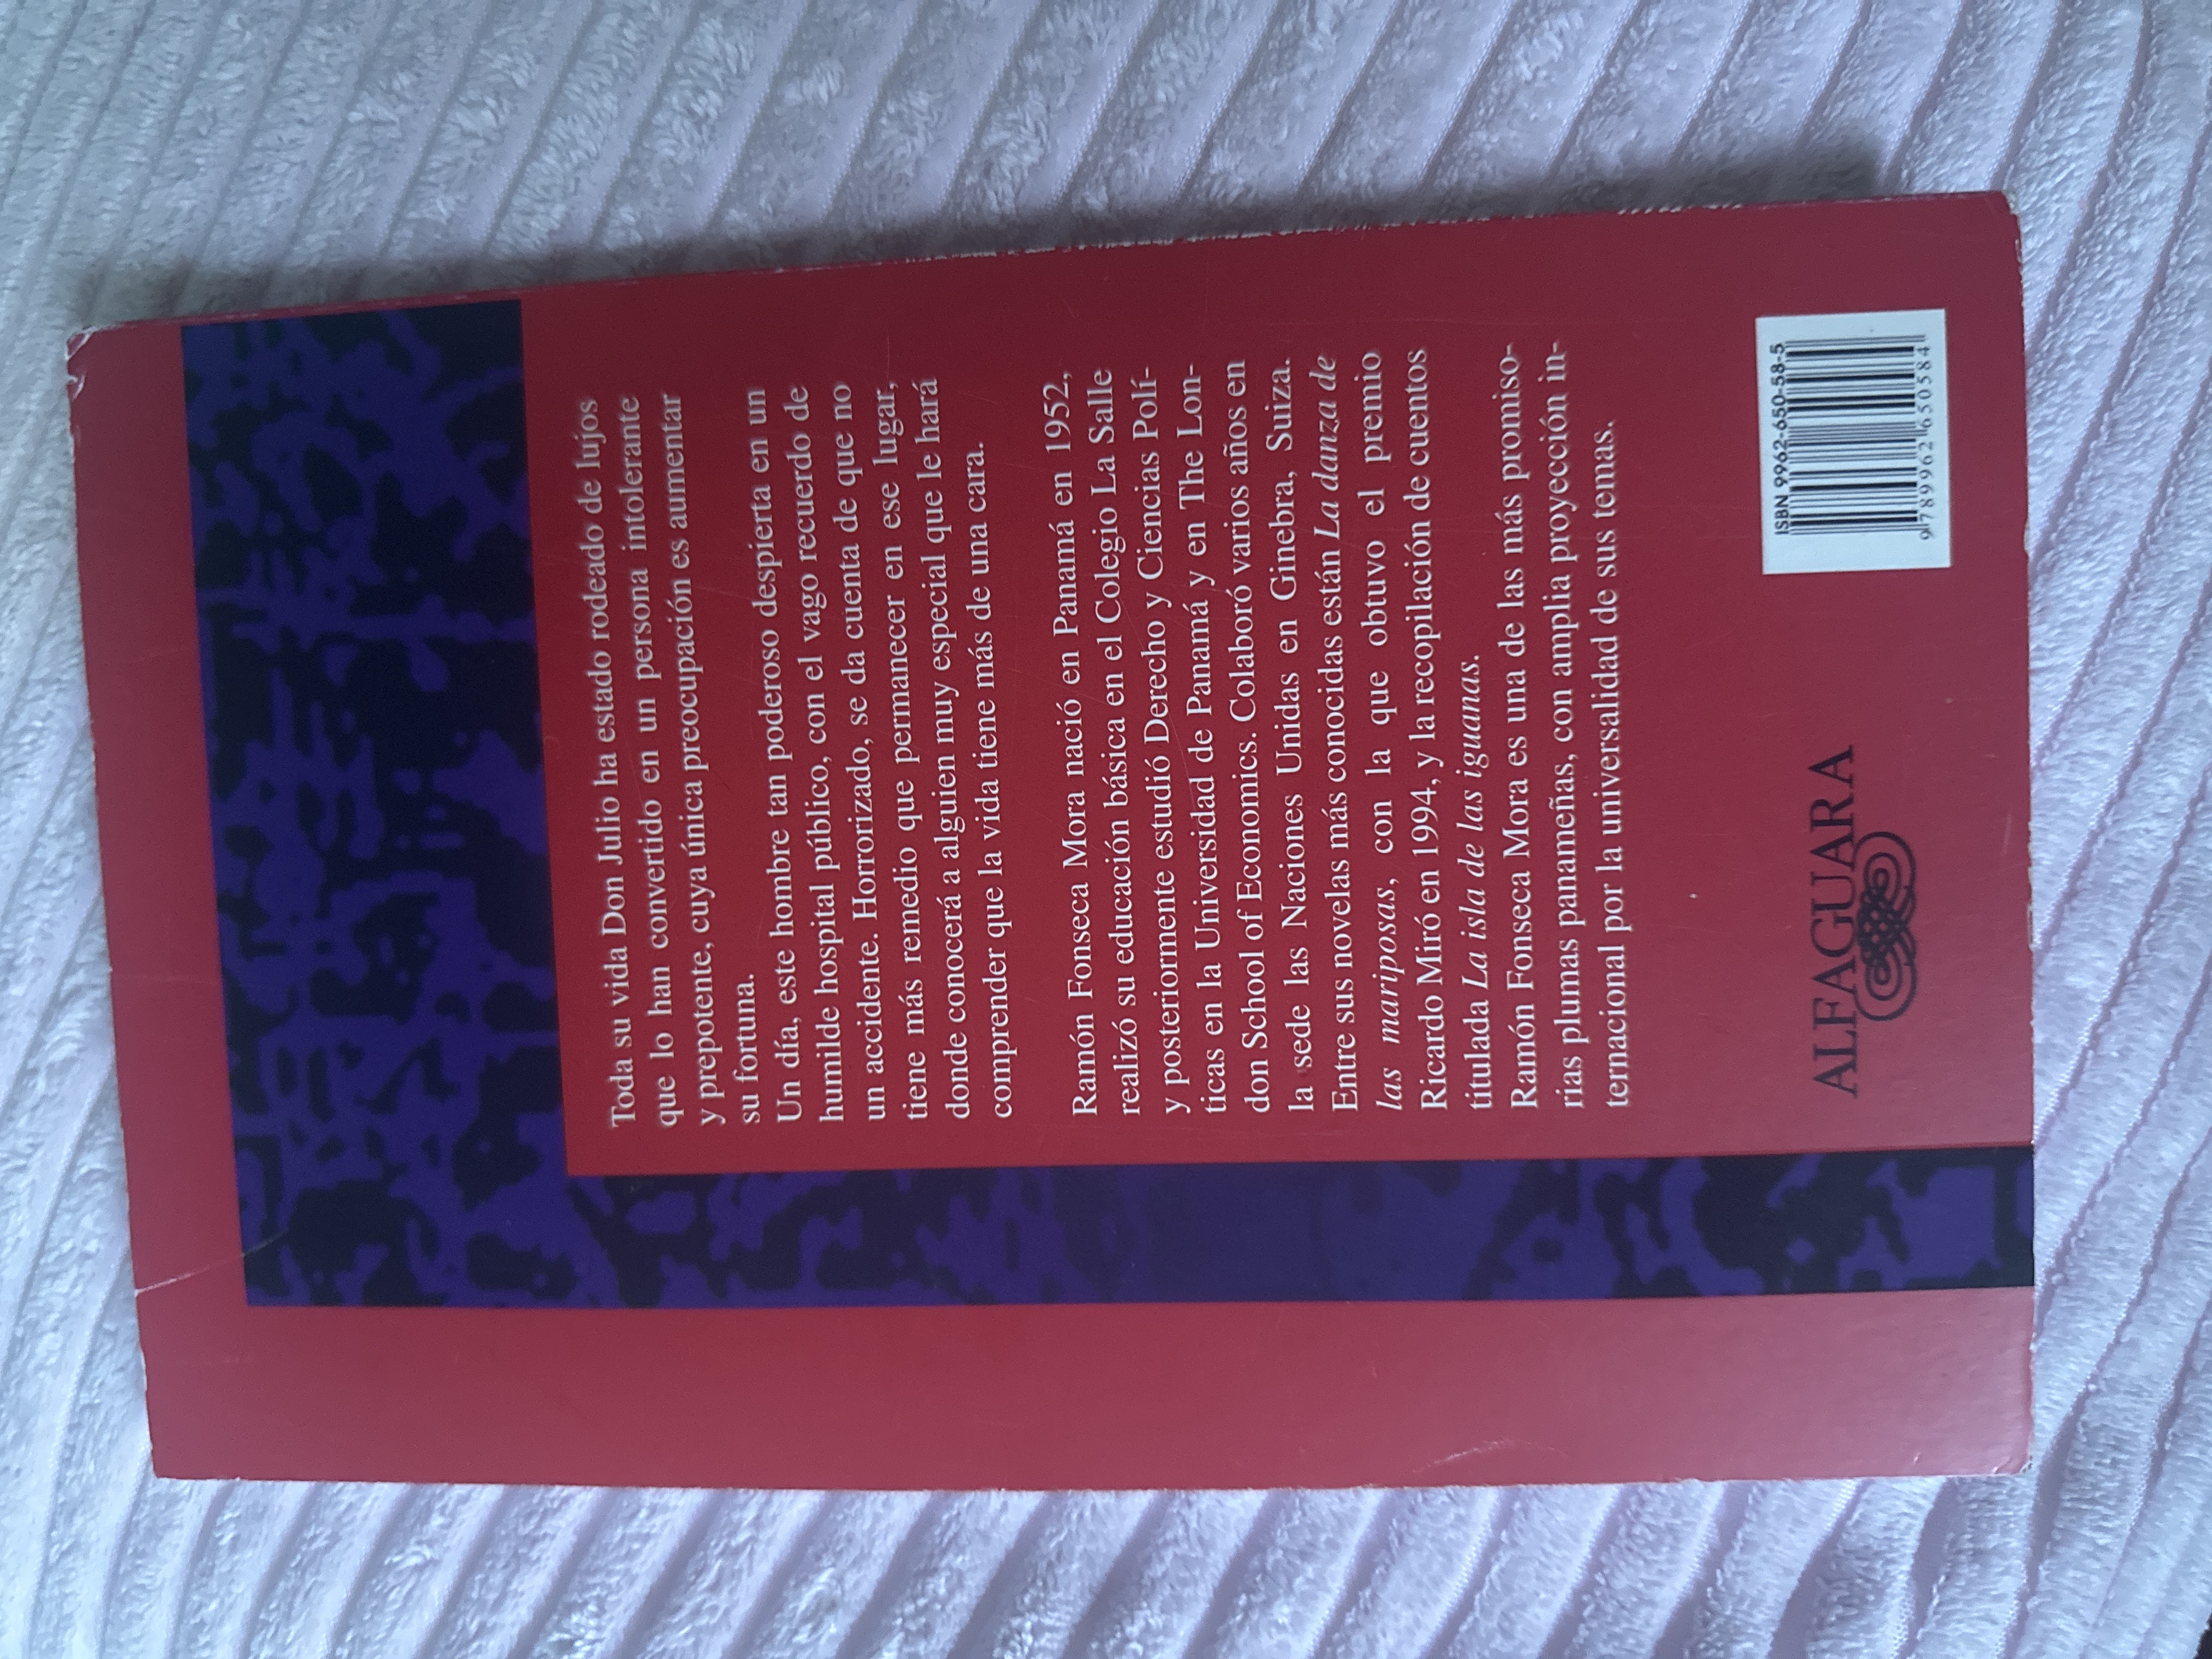 Toda su vida Don Julio ha estado rodeado de lujos
que lo han convertido en un persona intolerante
y prepotente, cuya única preocupación es aumentar
su fortuna.
Un día, este hombre tan poderoso despierta en un
humilde hospital público, con el vago recuerdo de
un accidente. Horrorizado, se da cuenta de que no
tiene más remedio que permanecer en ese lugar,
donde conocerá a alguien muy especial que le hará
comprender que la vida tiene más de una cara.
Ramón Fonseca Mora nació en Panamá en 1952,
realizó su educación básica en el Colegio La Salle
y posteriormente estudió Derecho y Ciencias Polí-
ticas en la Universidad de Panamá y en The Lon-
don School of Economics. Colaboró varios años en
la sede las Naciones Unidas en Ginebra, Suiza.
Entre sus novelas más conocidas están La danza de
las mariposas, con la que obtuvo el premio
Ricardo Miró en 1994, y la recopilación de cuentos
titulada La isla de las iguanas.
Ramón Fonseca Mora es una de las más promiso-
rias plumas panameñas, con amplia proyección in-
ternacional por la universalidad de sus temas.
ALFAGUARA
ISBN 9962-650-58-5
9789962650584